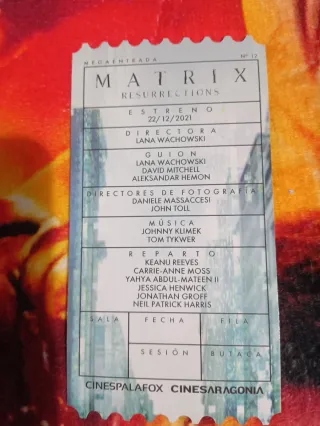 MEGAENTRADA Nº 12
MATRIX
RESURRECTIONS
ESTRENO
22/12/2021
DIRECTORA
LANA WACHOWSKI
GUION
LANA WACHOWSKI
DAVID MITCHELL
ALEKSANDAR HEMON
DIRECTORES DE FOTOGRAFÍA
DANIELE MASSACCESI
JOHN TOLL
MÚSICA
JOHNNY KLIMEK
TOM TYKWER
REPARTO
KEANU REEVES
CARRIE-ANNE MOSS
YAHYA ABDUL-MATEEN II
JESSICA HENWICK
JONATHAN GROFF
NEIL PATRICK HARRIS
SALA FECHA FILA
SESIÓN BUTACA
CINESPALAFOX CINESARAGONIA